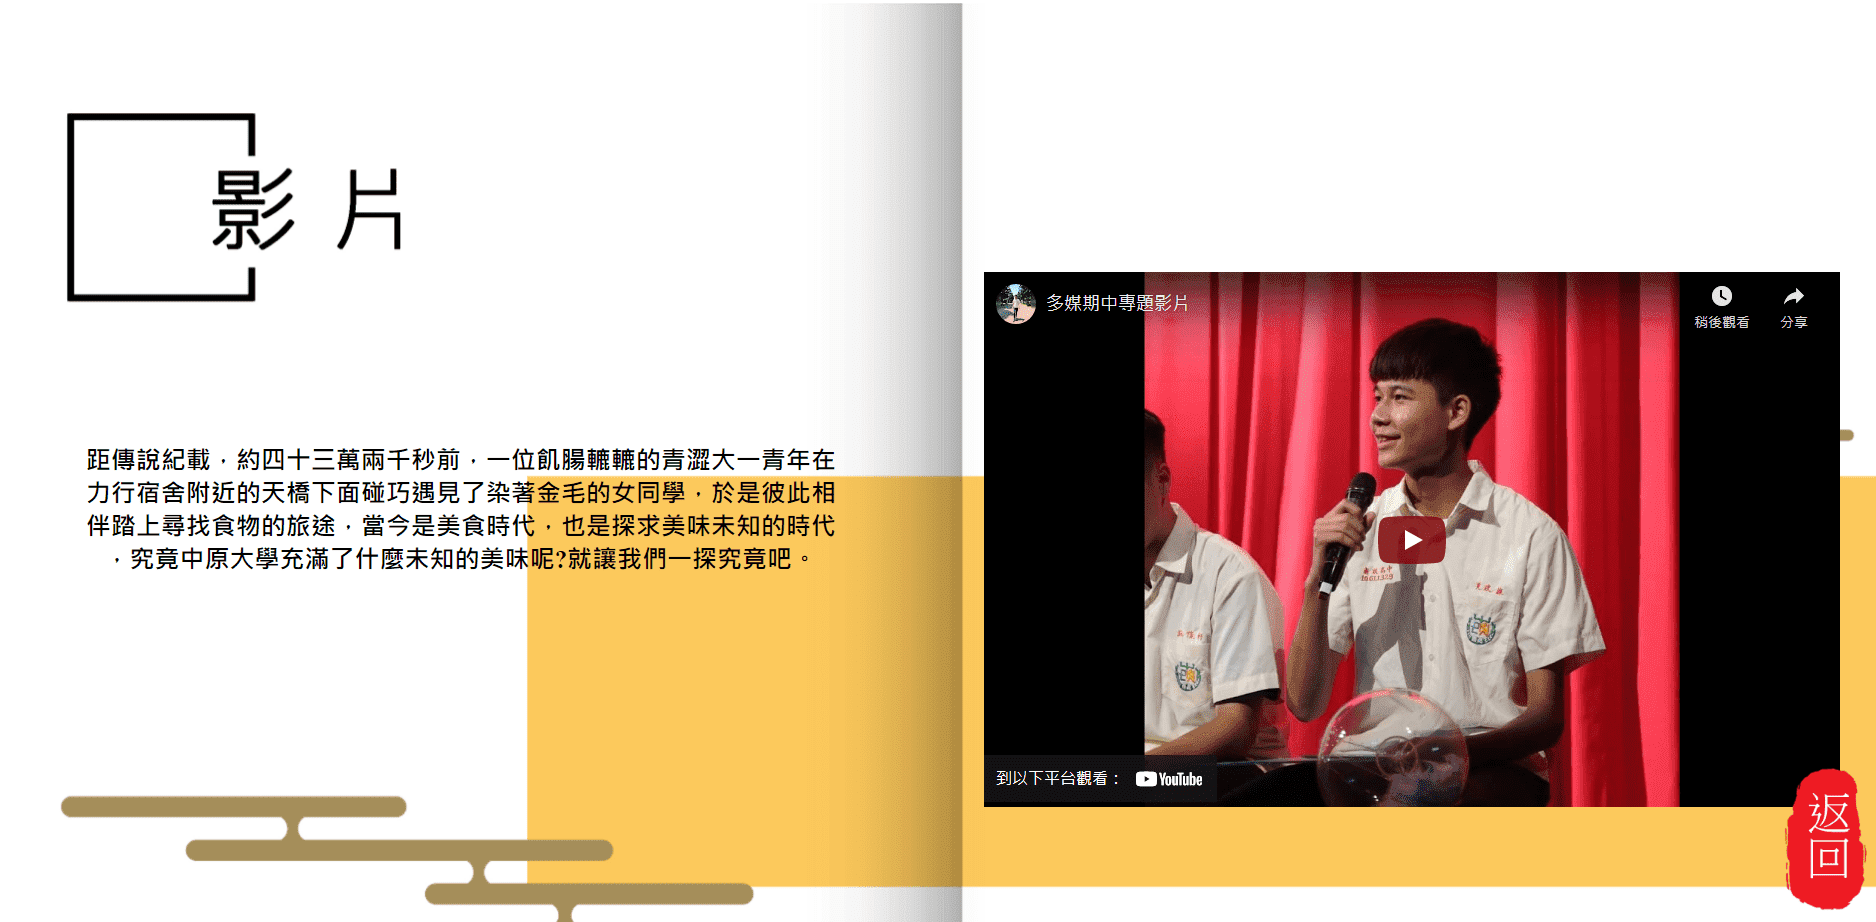 影片
距傳說紀載，約四十三萬兩千秒前，一位飢腸轆轆的青澀大一青年在
力行宿舍附近的天橋下面碰巧遇見了染著金毛的女同學，於是彼此相
伴踏上尋找食物的旅途，當今是美食時代，也是探求美味未知的時代
，究竟中原大學充滿了什麼未知的美味呢?就讓我們一探究竟吧。
多媒期中專題影片
稍後觀看
分享
到以下平台觀看：
YouTube
返回